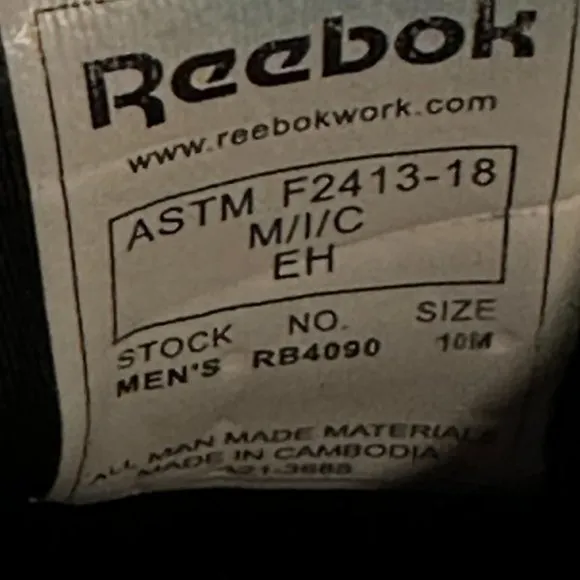 Reebok
www.reebokwork.com
ASTM F2413-18
M/I/C
EH
STOCK NO. SIZE
MEN'S RB4090 10M
ALL MAN MADE MATERIALS
MADE IN CAMBODIA